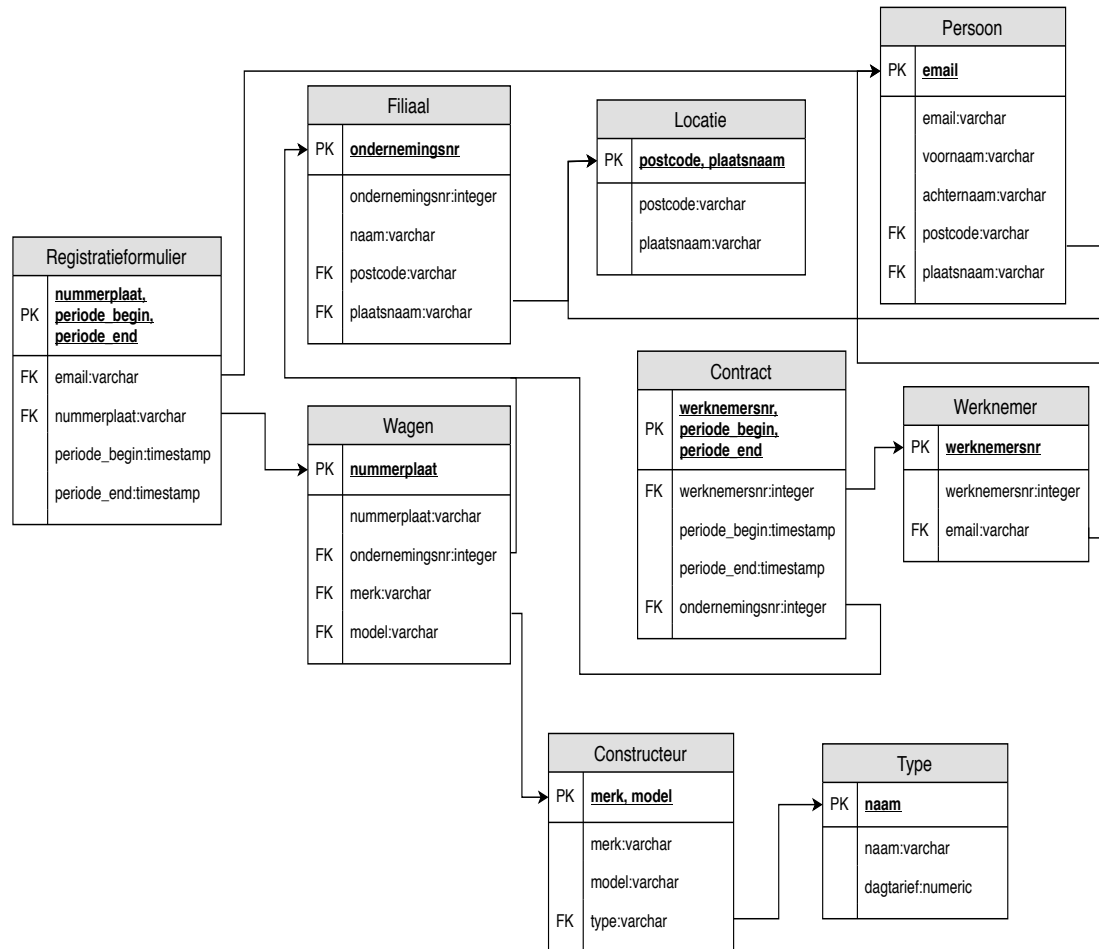 Persoon
PK email
email:varchar
voornaam:varchar
achternaam:varchar
FK postcode:varchar
FK plaatsnaam:varchar
Filiaal
PK ondernemingsnr
ondernemingsnr:integer
naam:varchar
FK postcode:varchar
FK plaatsnaam:varchar
Locatie
PK postcode, plaatsnaam
postcode:varchar
plaatsnaam:varchar
Registratieformulier
PK nummerplaat,
periode_begin,
periode_end
FK email:varchar
FK nummerplaat:varchar
periode_begin:timestamp
periode_end:timestamp
Wagen
PK nummerplaat
nummerplaat:varchar
FK ondernemingsnr:integer
FK merk:varchar
FK model:varchar
Contract
PK werknemersnr,
periode_begin,
periode_end
FK werknemersnr:integer
periode_begin:timestamp
periode_end:timestamp
FK ondernemingsnr:integer
Werknemer
PK werknemersnr
werknemersnr:integer
FK email:varchar
Constructeur
PK merk, model
merk:varchar
model:varchar
FK type:varchar
Type
PK naam
naam:varchar
dagtarief:numeric